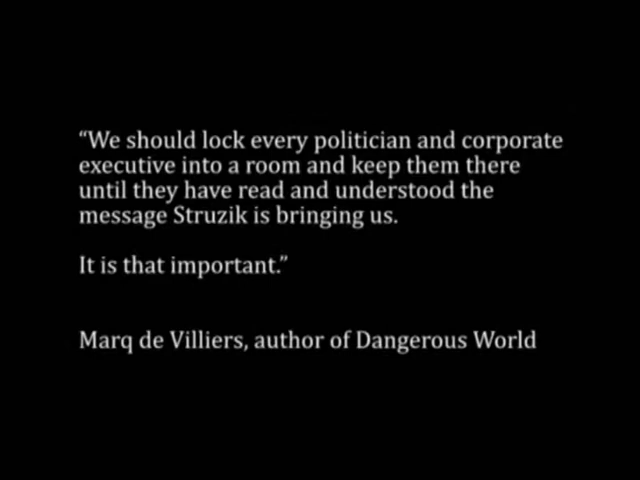 “We should lock every politician and corporate
executive into a room and keep them there
until they have read and understood the
message Struzik is bringing us.
It is that important.”
Marq de Villiers, author of Dangerous World